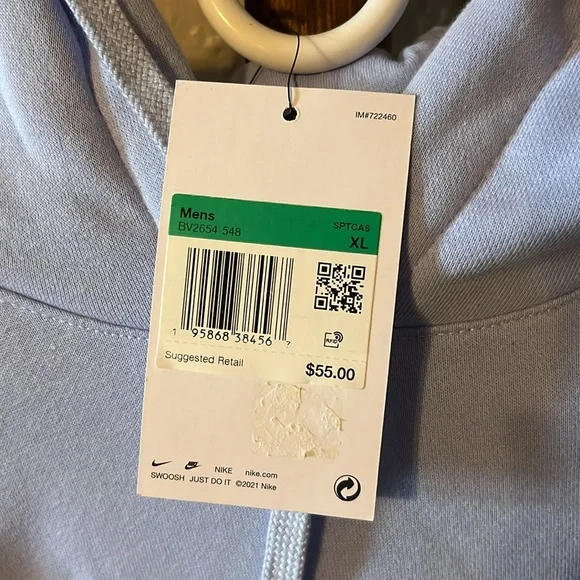 IM#722460
Mens
BV2654 548 SPTCAS
XL
1 95868 38456 7
RFID
Suggested Retail
$55.00
NIKE nike.com
SWOOSH JUST DO IT ©2021 Nike